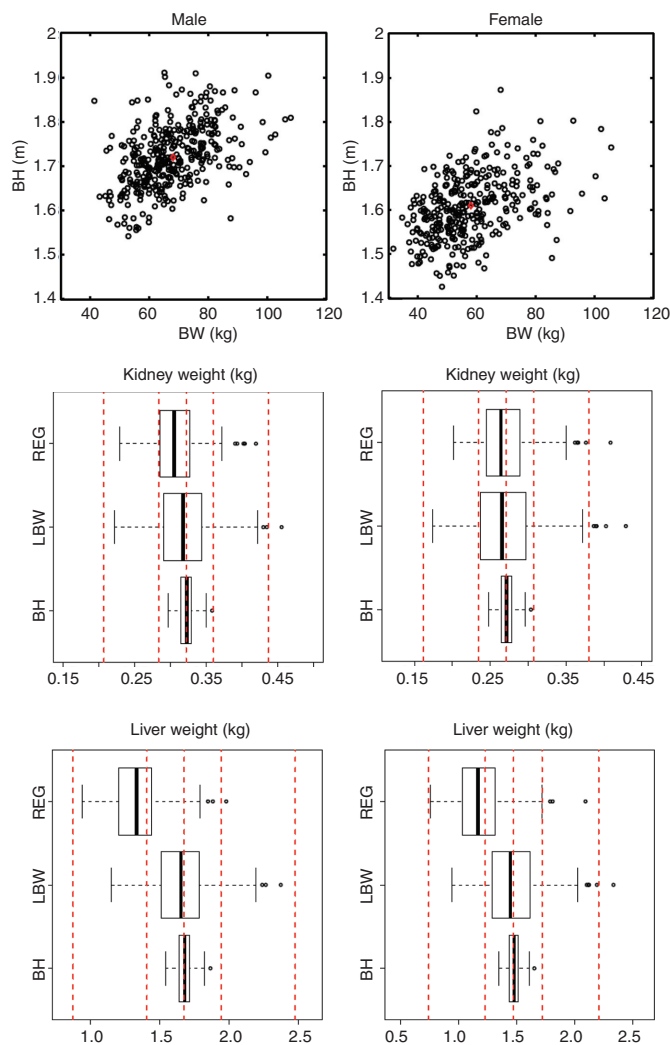 Male
Female
2
1.9
1.8
1.7
1.6
1.5
1.4
BH (m)
40 60 80 100 120
BW (kg)
2
1.9
1.8
1.7
1.6
1.5
1.4
BH (m)
40 60 80 100 120
BW (kg)
Kidney weight (kg)
REG
LBW
BH
0.15 0.25 0.35 0.45
Kidney weight (kg)
REG
LBW
BH
0.15 0.25 0.35 0.45
Liver weight (kg)
REG
LBW
BH
1.0 1.5 2.0 2.5
Liver weight (kg)
REG
LBW
BH
0.5 1.0 1.5 2.0 2.5